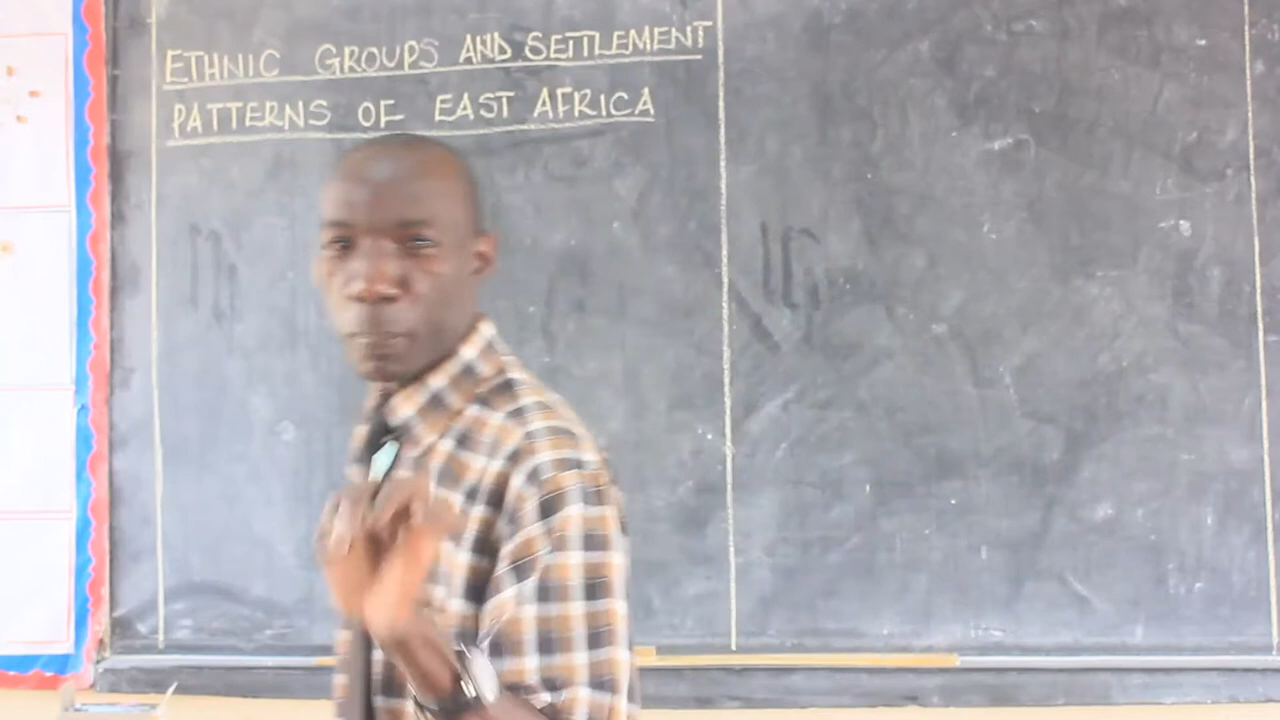 ETHNIC GROUPS AND SETTLEMENT
PATTERNS OF EAST AFRICA